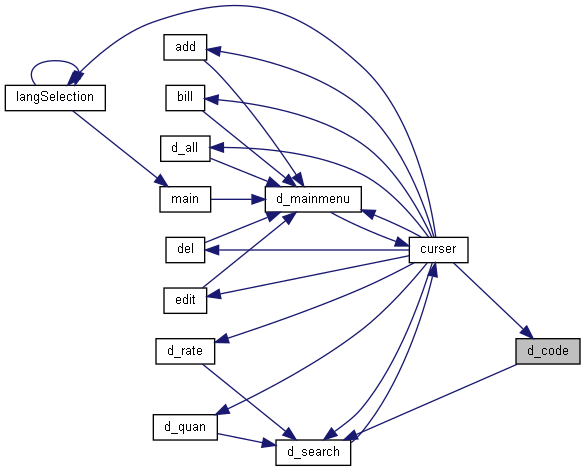 add
bill
langSelection
d_all
main
d_mainmenu
del
curser
edit
d_rate
d_code
d_quan
d_search